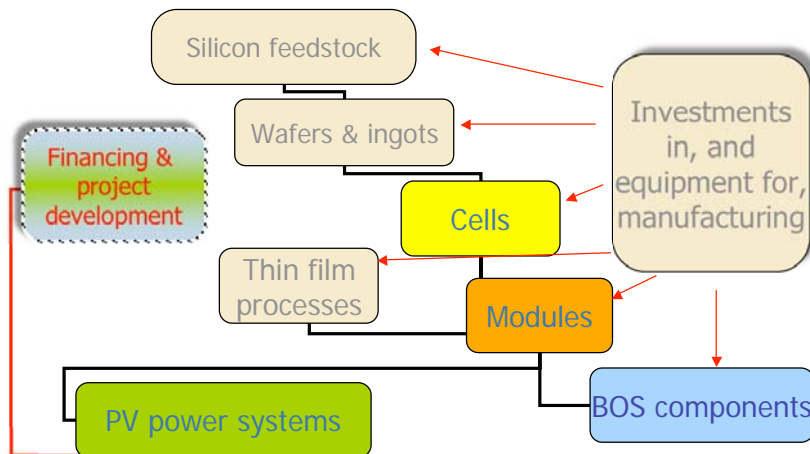 Silicon feedstock
Wafers & ingots
Investments
in, and
equipment for,
manufacturing
Financing &
project
development
Cells
Thin film
processes
Modules
PV power systems
BOS components